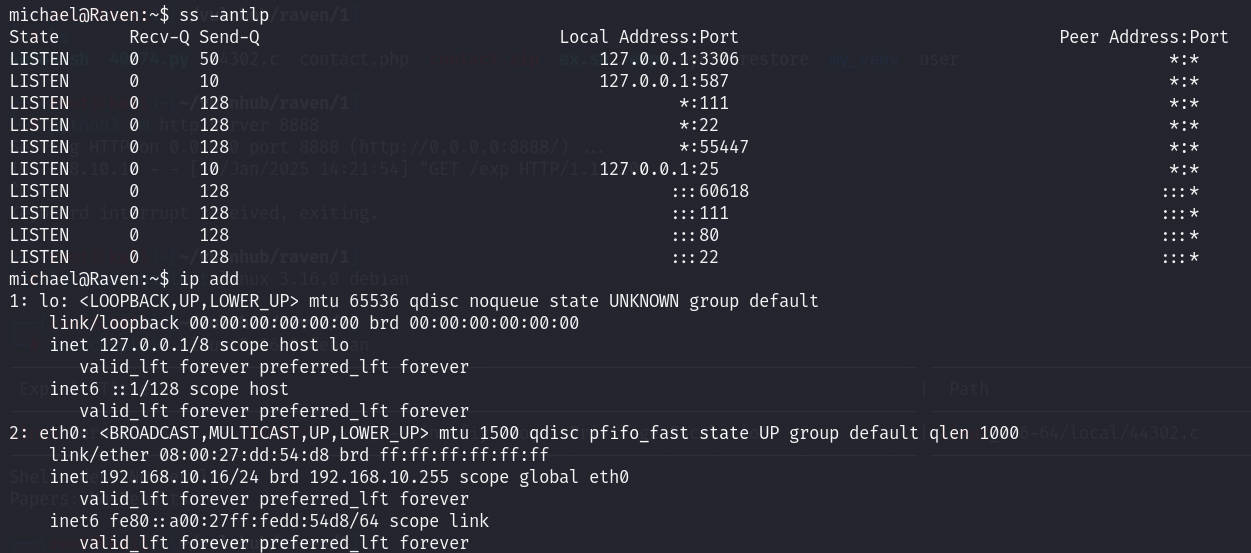 michael@Raven:~$ ss -antlp
State Recv-Q Send-Q Local Address:Port Peer Address:Port
LISTEN 0 50 127.0.0.1:3306 *:*
LISTEN 0 10 127.0.0.1:587 *:*
LISTEN 0 128 *:111 *:*
LISTEN 0 128 *:22 *:*
LISTEN 0 128 *:55447 *:*
LISTEN 0 10 127.0.0.1:25 *:*
LISTEN 0 128 :::60618 :::*
LISTEN 0 128 :::111 :::*
LISTEN 0 128 :::80 :::*
LISTEN 0 128 :::22 :::*
michael@Raven:~$ ip add
1: lo: <LOOPBACK,UP,LOWER_UP> mtu 65536 qdisc noqueue state UNKNOWN group default
link/loopback 00:00:00:00:00:00 brd 00:00:00:00:00:00
inet 127.0.0.1/8 scope host lo
valid_lft forever preferred_lft forever
inet6 ::1/128 scope host
valid_lft forever preferred_lft forever
2: eth0: <BROADCAST,MULTICAST,UP,LOWER_UP> mtu 1500 qdisc pfifo_fast state UP group default qlen 1000
link/ether 08:00:27:dd:54:d8 brd ff:ff:ff:ff:ff:ff
inet 192.168.10.16/24 brd 192.168.10.255 scope global eth0
valid_lft forever preferred_lft forever
inet6 fe80::a00:27ff:fedd:54d8/64 scope link
valid_lft forever preferred_lft forever